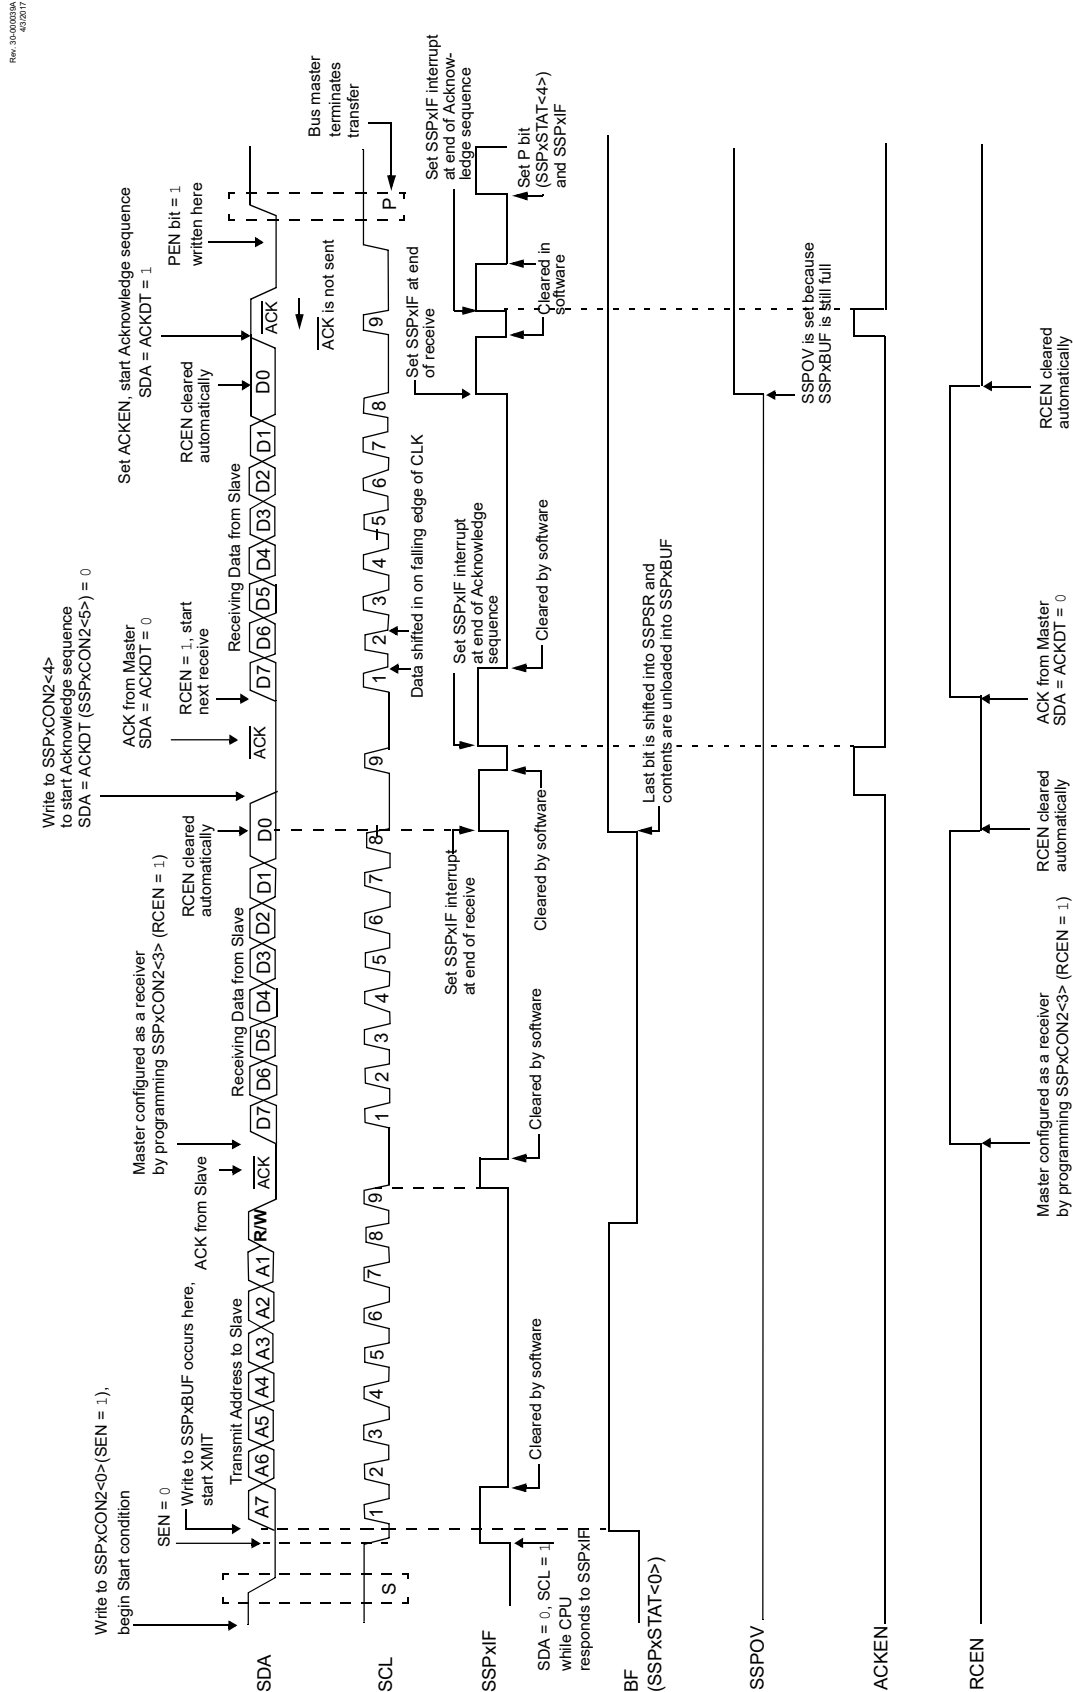 Rev. 30-000039A
4/3/2017
Write to SSPxCON2<4>
to start Acknowledge sequence
SDA = ACKDT (SSPxCON2<5>) = 0
Write to SSPxCON2<0>(SEN = 1),
begin Start condition
Master configured as a receiver
by programming SSPxCON2<3> (RCEN = 1)
ACK from Master
SDA = ACKDT = 0
Set ACKEN, start Acknowledge sequence
SDA = ACKDT = 1
SEN = 0
Write to SSPxBUF occurs here,
start XMIT
ACK from Slave
RCEN cleared
automatically
RCEN = 1, start
next receive
RCEN cleared
automatically
PEN bit = 1
written here
Transmit Address to Slave
Receiving Data from Slave
Receiving Data from Slave
SDA
A7 A6 A5 A4 A3 A2 A1 R/W ACK D7 D6 D5 D4 D3 D2 D1 D0 ACK D7 D6 D5 D4 D3 D2 D1 D0 ACK
ACK is not sent
Bus master
terminates
transfer
SCL
S 1 2 3 4 5 6 7 8 9 1 2 3 4 5 6 7 8 9 1 2 3 4 5 6 7 8 9 P
Data shifted in on falling edge of CLK
Set SSPxIF interrupt
at end of receive
Set SSPxIF interrupt
at end of Acknowledge
sequence
Set SSPxIF at end
of receive
Set SSPxIF interrupt
at end of Acknow-
ledge sequence
SSPxIF
SDA = 0, SCL = 1
while CPU
responds to SSPxIF
Cleared by software
Cleared by software
Cleared by software
Cleared by software
Cleared in
software
Set P bit
(SSPxSTAT<4>)
and SSPxIF
BF
(SSPxSTAT<0>)
Last bit is shifted into SSPSR and
contents are unloaded into SSPxBUF
SSPOV
SSPOV is set because
SSPxBUF is still full
ACKEN
RCEN
Master configured as a receiver
by programming SSPxCON2<3> (RCEN = 1)
RCEN cleared
automatically
ACK from Master
SDA = ACKDT = 0
RCEN cleared
automatically